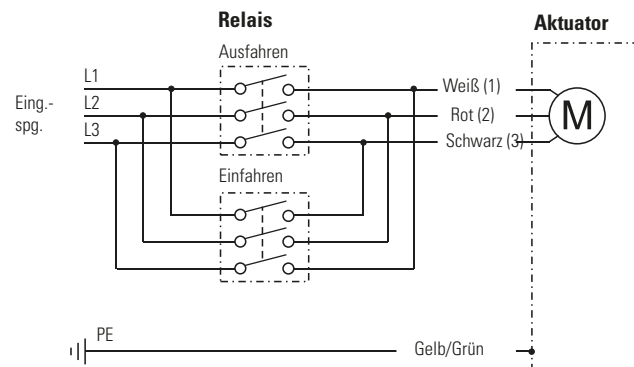 Relais
Aktuator
Ausfahren
L1
Weiß (1)
Eing.-
spg.
L2
Rot (2)
M
L3
Schwarz (3)
Einfahren
PE
Gelb/Grün